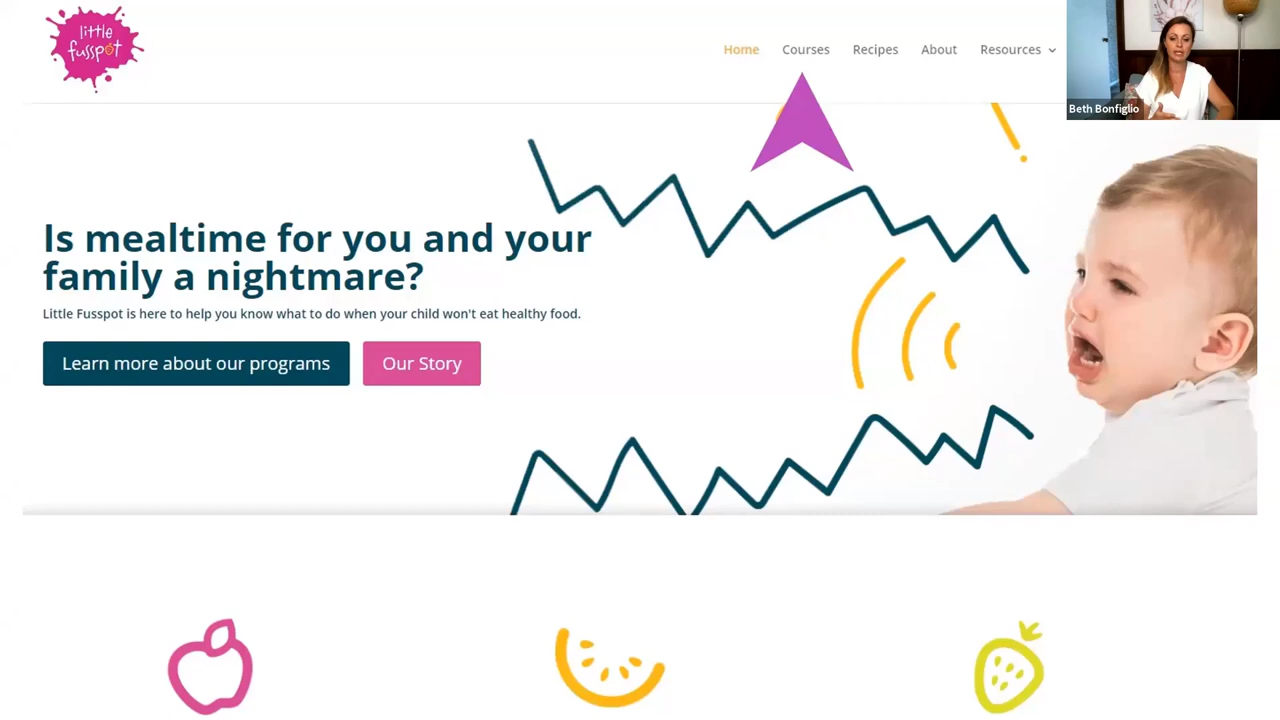 little
fusspot
Home
Courses
Recipes
About
Resources
Beth Bonfiglio
Is mealtime for you and your
family a nightmare?
Little Fusspot is here to help you know what to do when your child won't eat healthy food.
Learn more about our programs
Our Story